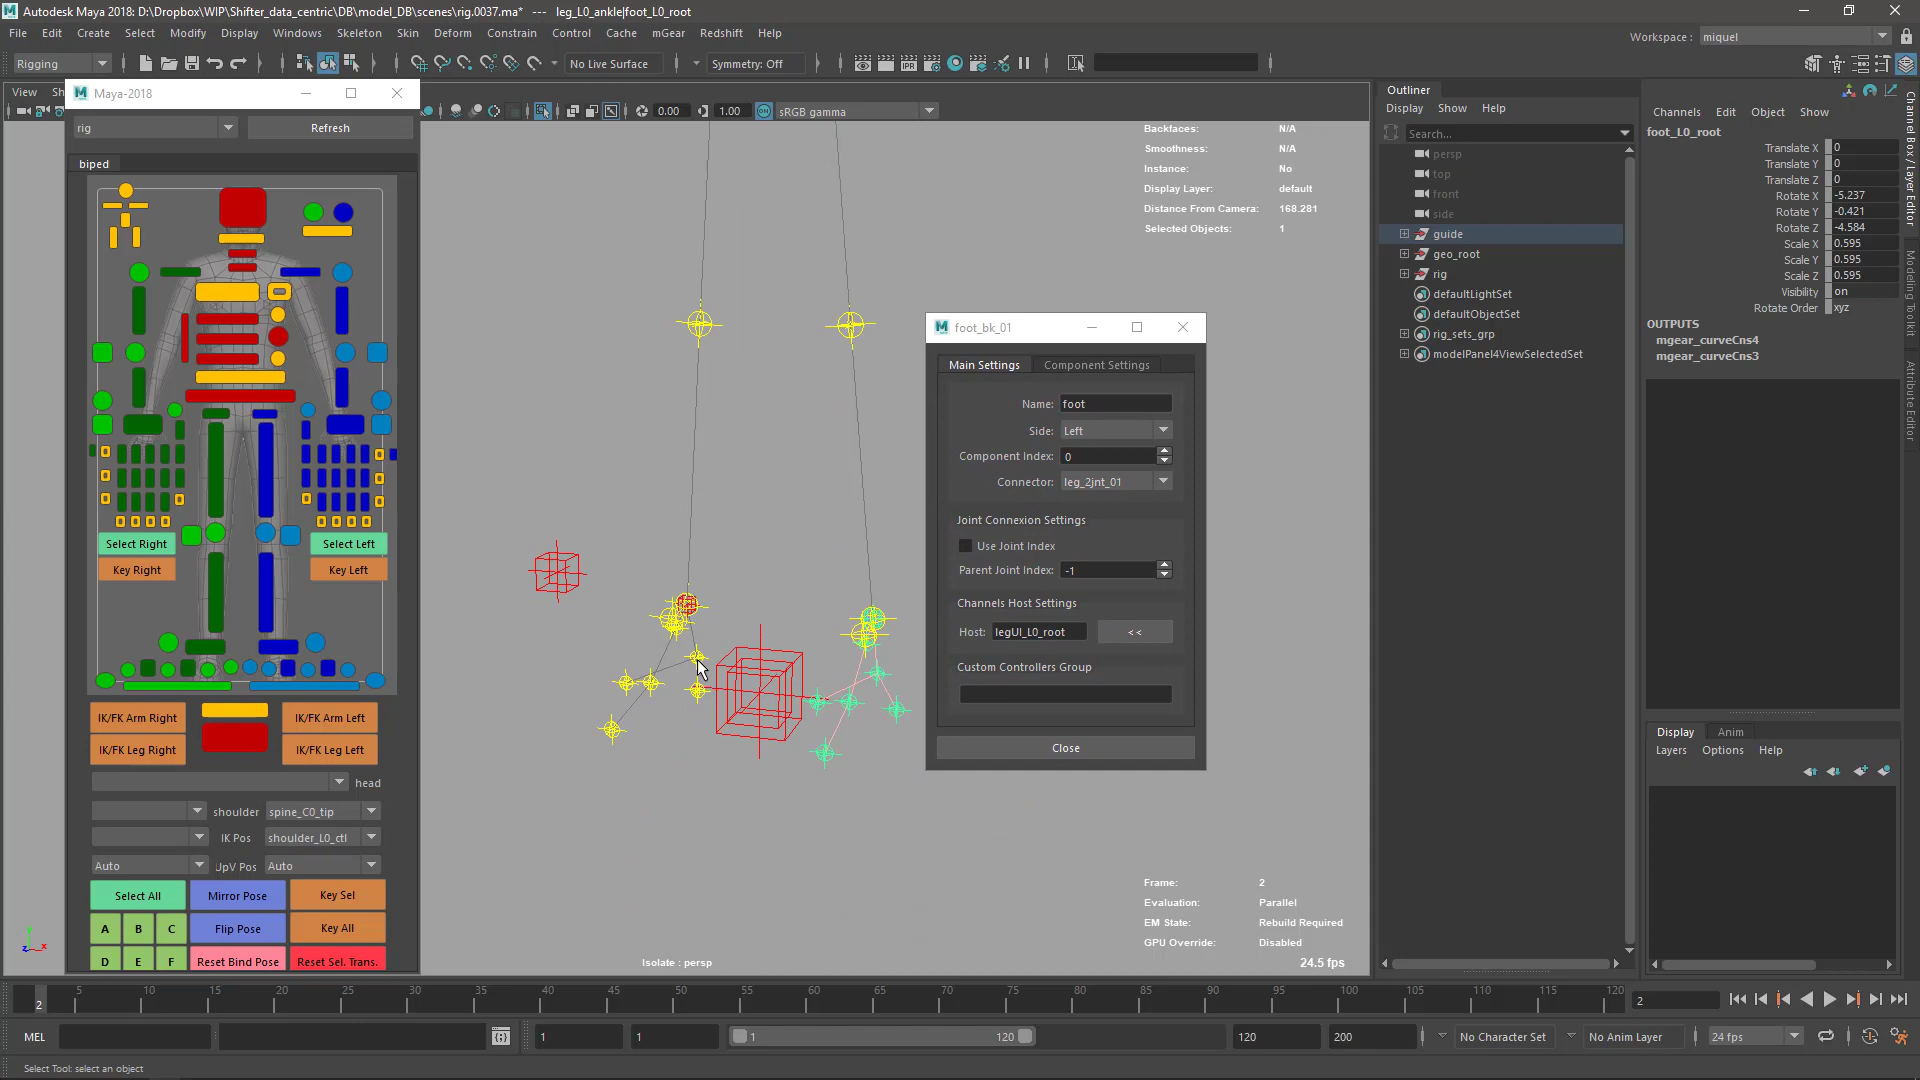 Autodesk Maya 2018: D:\Dropbox\WIP\Shifter_data_centric\DB\model_DB\scenes\rig.0037.ma* --- leg_L0_ankle|foot_L0_root
File Edit Create Select Modify Display Windows Skeleton Skin Deform Constrain Control Cache mGear Redshift Help
Workspace : miquel
Rigging
No Live Surface
Symmetry: Off
View Sh
Maya-2018
0.00
1.00
sRGB gamma
rig
Refresh
biped
Select Right
Select Left
Key Right
Key Left
IK/FK Arm Right
IK/FK Arm Left
IK/FK Leg Right
IK/FK Leg Left
head
shoulder
spine_C0_tip
IK Pos
shoulder_L0_ctl
Auto
UpV Pos
Auto
Select All
Mirror Pose
Key Sel
A B C
Flip Pose
Key All
D E F
Reset Bind Pose
Reset Sel. Trans.
Backfaces: N/A
Smoothness: N/A
Instance: No
Display Layer: default
Distance From Camera: 168.281
Selected Objects: 1
foot_bk_01
Main Settings
Component Settings
Name: foot
Side: Left
Component Index: 0
Connector: leg_2jnt_01
Joint Connexion Settings
Use Joint Index
Parent Joint Index: -1
Channels Host Settings
Host: legUI_L0_root <<
Custom Controllers Group
Close
Frame: 2
Evaluation: Parallel
EM State: Rebuild Required
GPU Override: Disabled
Isolate : persp
24.5 fps
z x
Outliner
Display Show Help
Search...
persp
top
front
side
guide
geo_root
rig
defaultLightSet
defaultObjectSet
rig_sets_grp
modelPanel4ViewSelectedSet
Channels Edit Object Show
foot_L0_root
Translate X 0
Translate Y 0
Translate Z 0
Rotate X -5.237
Rotate Y -0.421
Rotate Z -4.584
Scale X 0.595
Scale Y 0.595
Scale Z 0.595
Visibility on
Rotate Order xyz
OUTPUTS
mgear_curveCns4
mgear_curveCns3
Display Anim
Layers Options Help
Channel Box / Layer Editor
Modeling Toolkit
Attribute Editor
2 5 10 15 20 25 30 35 40 45 50 55 60 65 70 75 80 85 90 95 100 105 110 115 120
2
MEL
1
1
1
120
120
200
No Character Set
No Anim Layer
24 fps
Select Tool: select an object